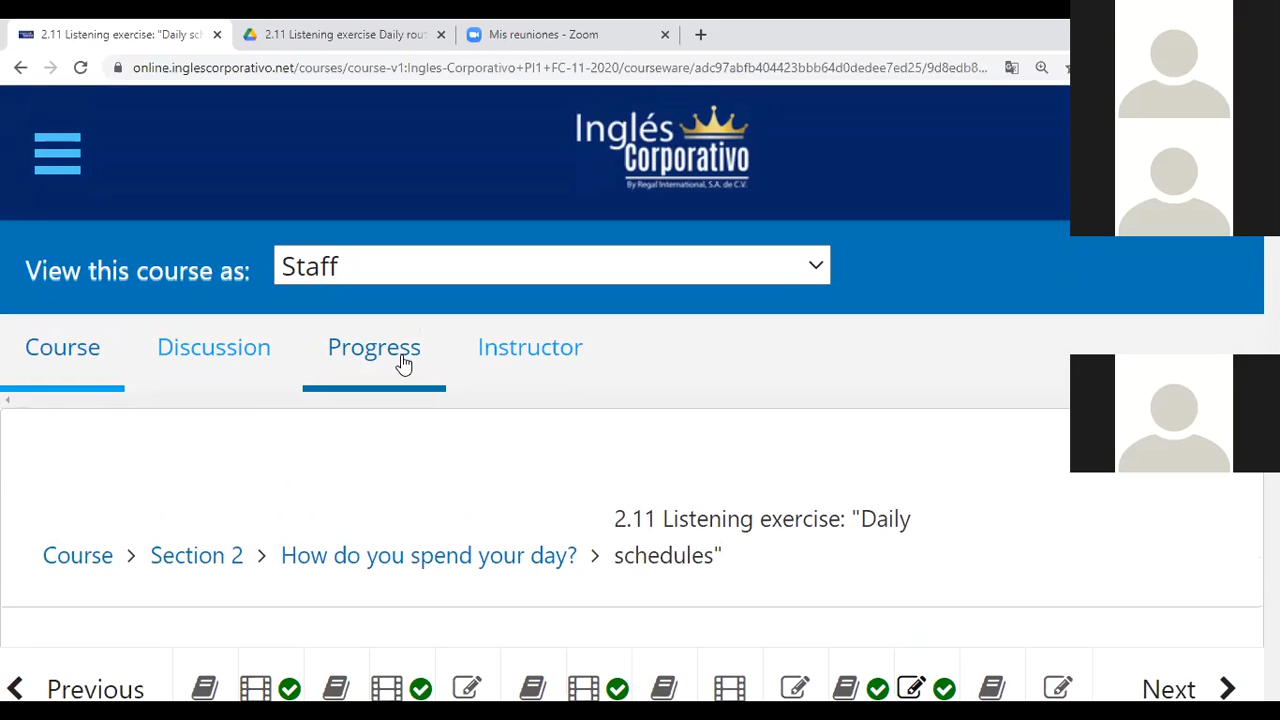 2.11 Listening exercise: "Daily sch
2.11 Listening exercise Daily rou
Mis reuniones - Zoom
online.inglescorporativo.net/courses/course-v1:Ingles-Corporativo+PI1+FC-11-2020/courseware/adc97abfb404423bbb64d0dedee7ed25/9d8edb8...
Inglés
Corporativo
By Regal International, S.A. de C.V.
View this course as: Staff
Course Discussion Progress Instructor
2.11 Listening exercise: "Daily
Course > Section 2 > How do you spend your day? > schedules"
Previous Next